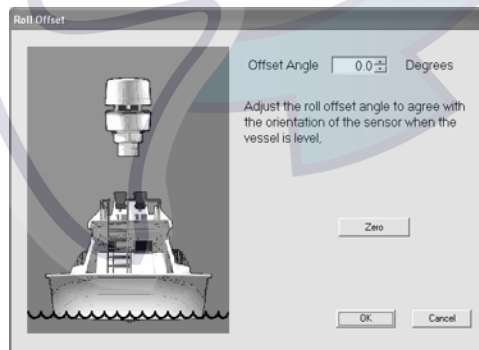 Roll Offset
Offset Angle 0.0 Degrees
Adjust the roll offset angle to agree with
the orientation of the sensor when the
vessel is level,
Zero
OK Cancel